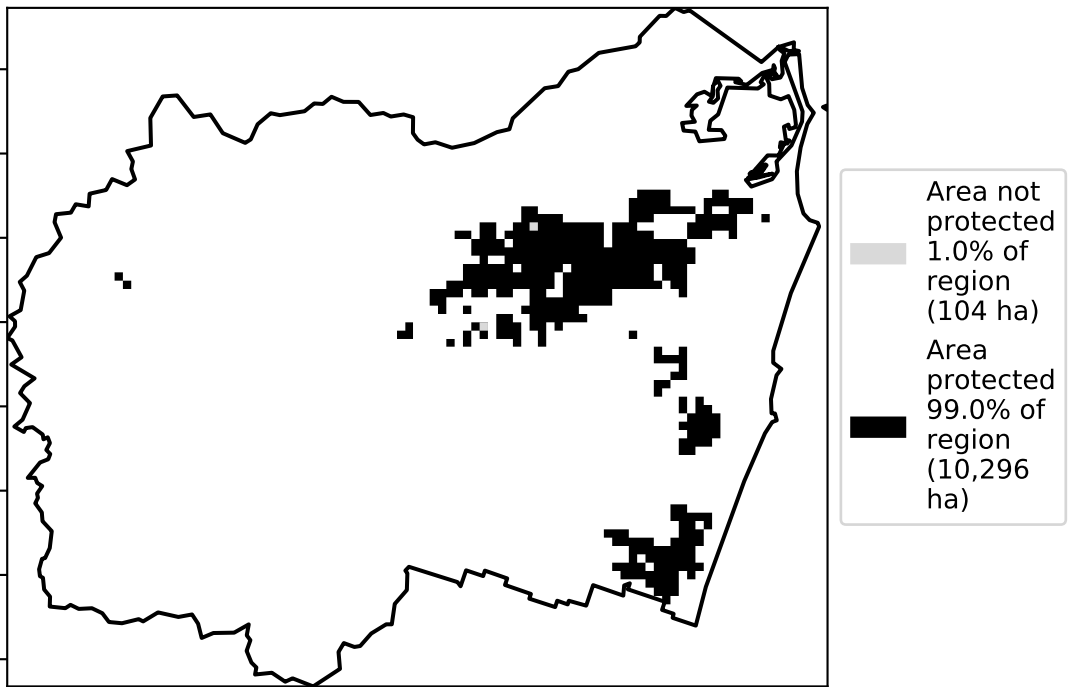 Area not
protected
1.0% of
region
(104 ha)
Area
protected
99.0% of
region
(10,296
ha)